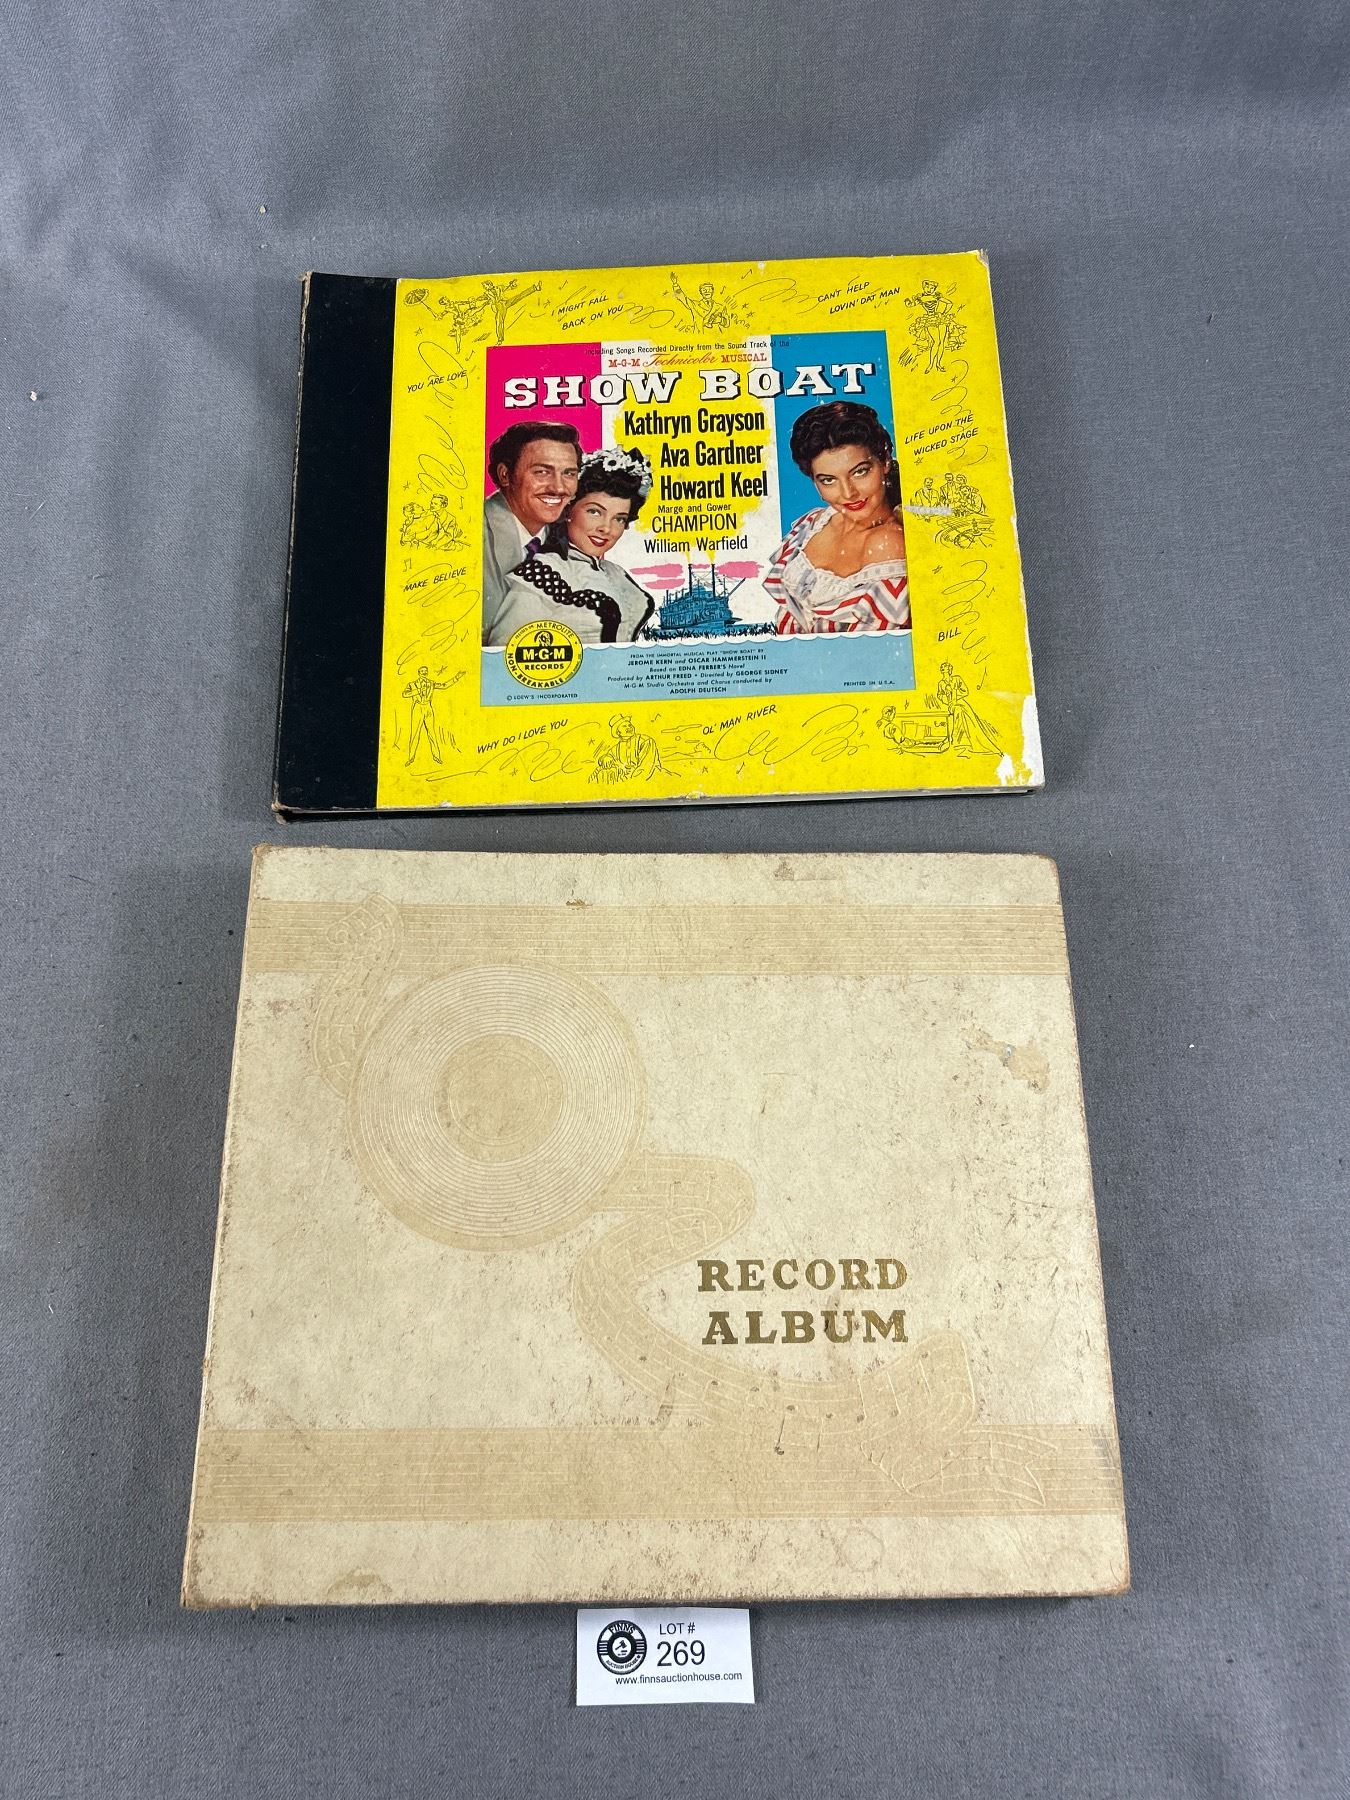 I MIGHT FALL
BACK ON YOU
CAN'T HELP
LOVIN' DAT MAN
YOU ARE LOVE
LIFE UPON THE
WICKED STAGE
MAKE BELIEVE
BILL
WHY DO I LOVE YOU
OL' MAN RIVER
Including Songs Recorded Directly from the Sound Track of the
M-G-M Technicolor MUSICAL
SHOW BOAT
Kathryn Grayson
Ava Gardner
Howard Keel
Marge and Gower
CHAMPION
William Warfield
METROLITE
M-G-M
RECORDS
NON-BREAKABLE
© LOEW'S INCORPORATED
FROM THE IMMORTAL MUSICAL PLAY "SHOW BOAT" BY
JEROME KERN and OSCAR HAMMERSTEIN II
Based on EDNA FERBER'S Novel
Produced by ARTHUR FREED • Directed by GEORGE SIDNEY
M-G-M Studio Orchestra and Chorus conducted by
ADOLPH DEUTSCH
PRINTED IN U.S.A.
RECORD
ALBUM
FINNS
AUCTION HOUSE
LOT #
269
www.finnsauctionhouse.com